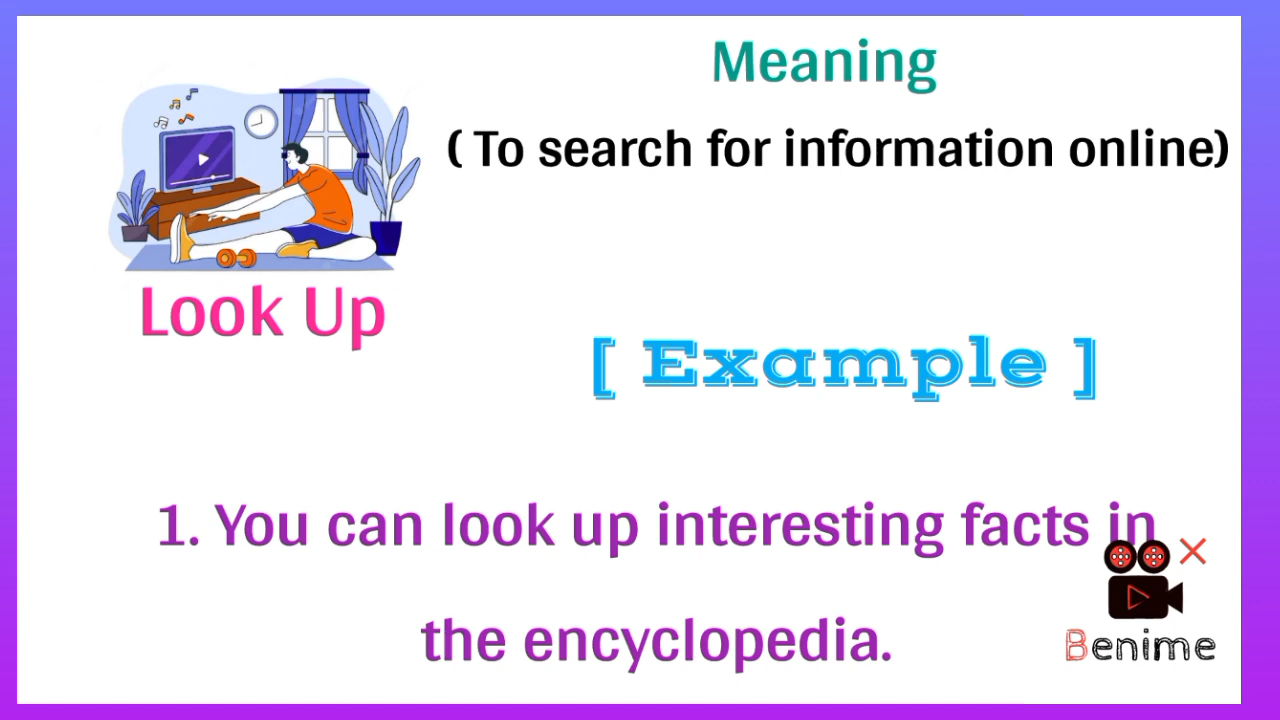 Meaning
( To search for information online)
Look Up
[ Example ]
1. You can look up interesting facts in
the encyclopedia.
Benime